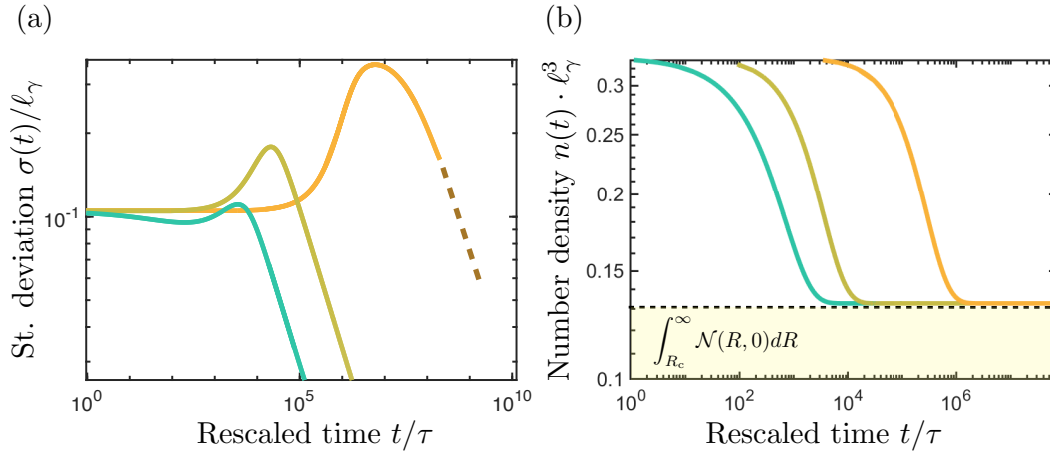 (a)
St. deviation σ(t)/ℓ_γ
10^{-1}
10^0 10^5 10^{10}
Rescaled time t/τ
(b)
Number density n(t) · ℓ_γ^3
0.3
0.25
0.2
0.15
0.1
∫_{R_c}^{∞} 𝒩(R, 0)dR
10^0 10^2 10^4 10^6
Rescaled time t/τ